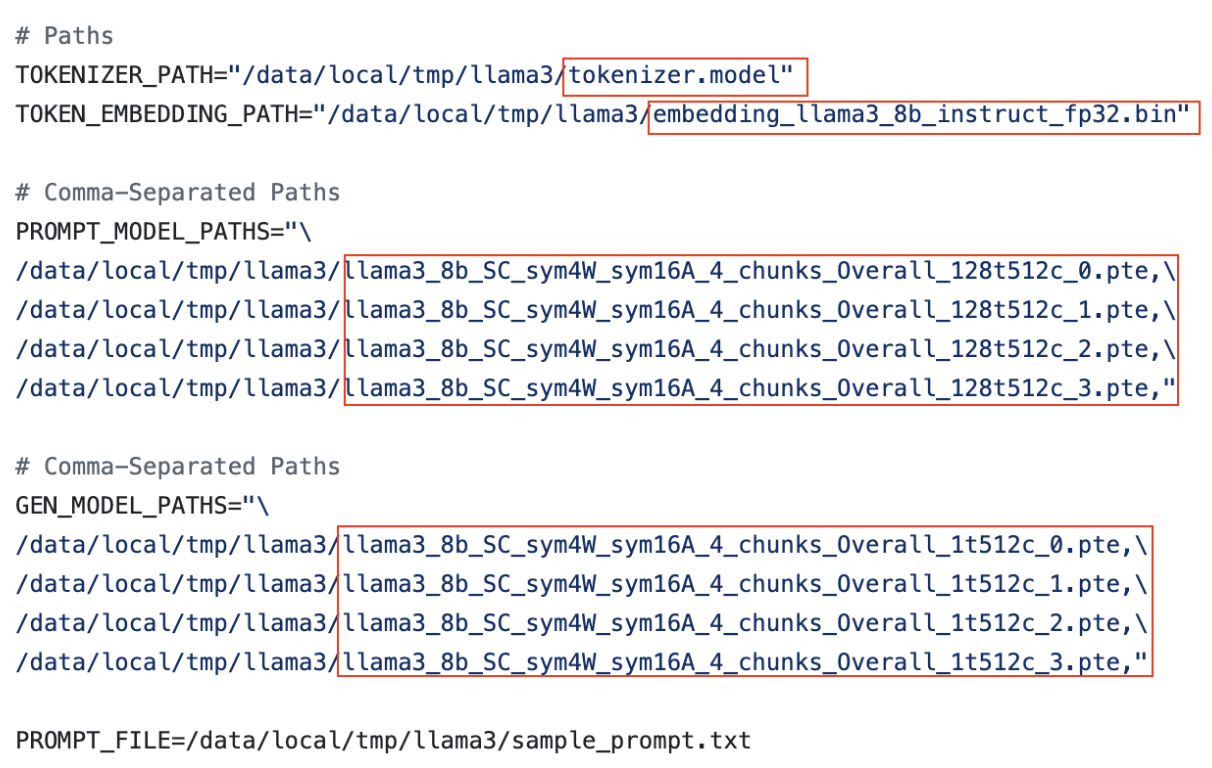 # Paths
TOKENIZER_PATH="/data/local/tmp/llama3/tokenizer.model"
TOKEN_EMBEDDING_PATH="/data/local/tmp/llama3/embedding_llama3_8b_instruct_fp32.bin"
# Comma-Separated Paths
PROMPT_MODEL_PATHS="\
/data/local/tmp/llama3/llama3_8b_SC_sym4W_sym16A_4_chunks_Overall_128t512c_0.pte,\
/data/local/tmp/llama3/llama3_8b_SC_sym4W_sym16A_4_chunks_Overall_128t512c_1.pte,\
/data/local/tmp/llama3/llama3_8b_SC_sym4W_sym16A_4_chunks_Overall_128t512c_2.pte,\
/data/local/tmp/llama3/llama3_8b_SC_sym4W_sym16A_4_chunks_Overall_128t512c_3.pte,"
# Comma-Separated Paths
GEN_MODEL_PATHS="\
/data/local/tmp/llama3/llama3_8b_SC_sym4W_sym16A_4_chunks_Overall_1t512c_0.pte,\
/data/local/tmp/llama3/llama3_8b_SC_sym4W_sym16A_4_chunks_Overall_1t512c_1.pte,\
/data/local/tmp/llama3/llama3_8b_SC_sym4W_sym16A_4_chunks_Overall_1t512c_2.pte,\
/data/local/tmp/llama3/llama3_8b_SC_sym4W_sym16A_4_chunks_Overall_1t512c_3.pte,"
PROMPT_FILE=/data/local/tmp/llama3/sample_prompt.txt